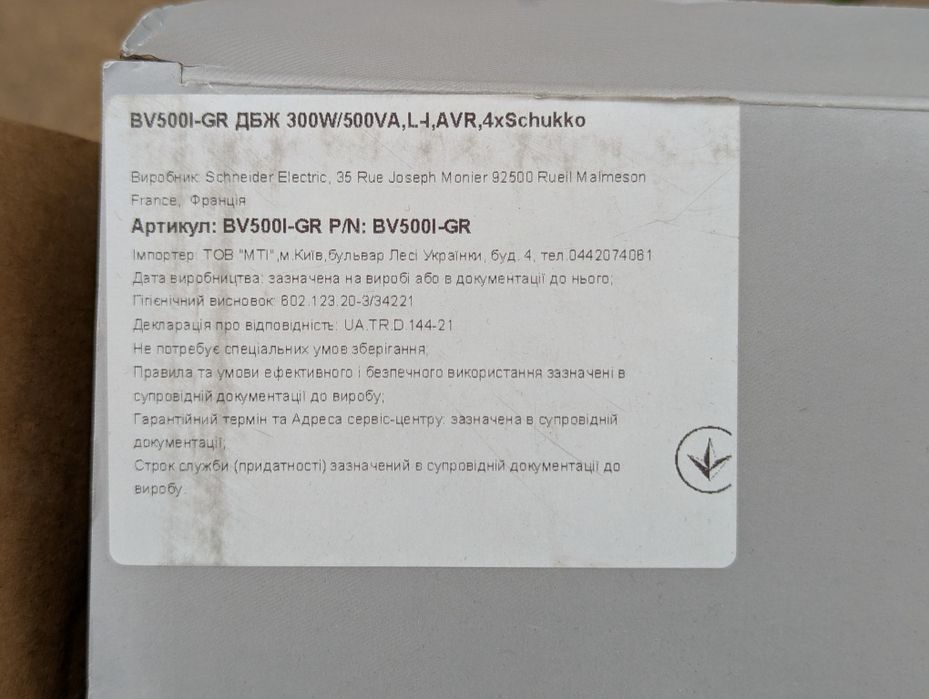 BV500I-GR ДБЖ 300W/500VA,L-I,AVR,4xSchukko
Виробник: Schneider Electric, 35 Rue Joseph Monier 92500 Rueil Malmeson
France, Франція
Артикул: BV500I-GR P/N: BV500I-GR
Імпортер: ТОВ "МТІ",м.Київ,бульвар Лесі Українки, буд. 4, тел.0442074061
Дата виробництва: зазначена на виробі або в документації до нього;
Гігієнічний висновок: 602.123.20-3/34221
Декларація про відповідність: UA.TR.D.144-21
Не потребує спеціальних умов зберігання;
Правила та умови ефективного і безпечного використання зазначені в
супровідній документації до виробу;
Гарантійний термін та Адреса сервіс-центру: зазначена в супровідній
документації;
Строк служби (придатності) зазначений в супровідній документації до
виробу.